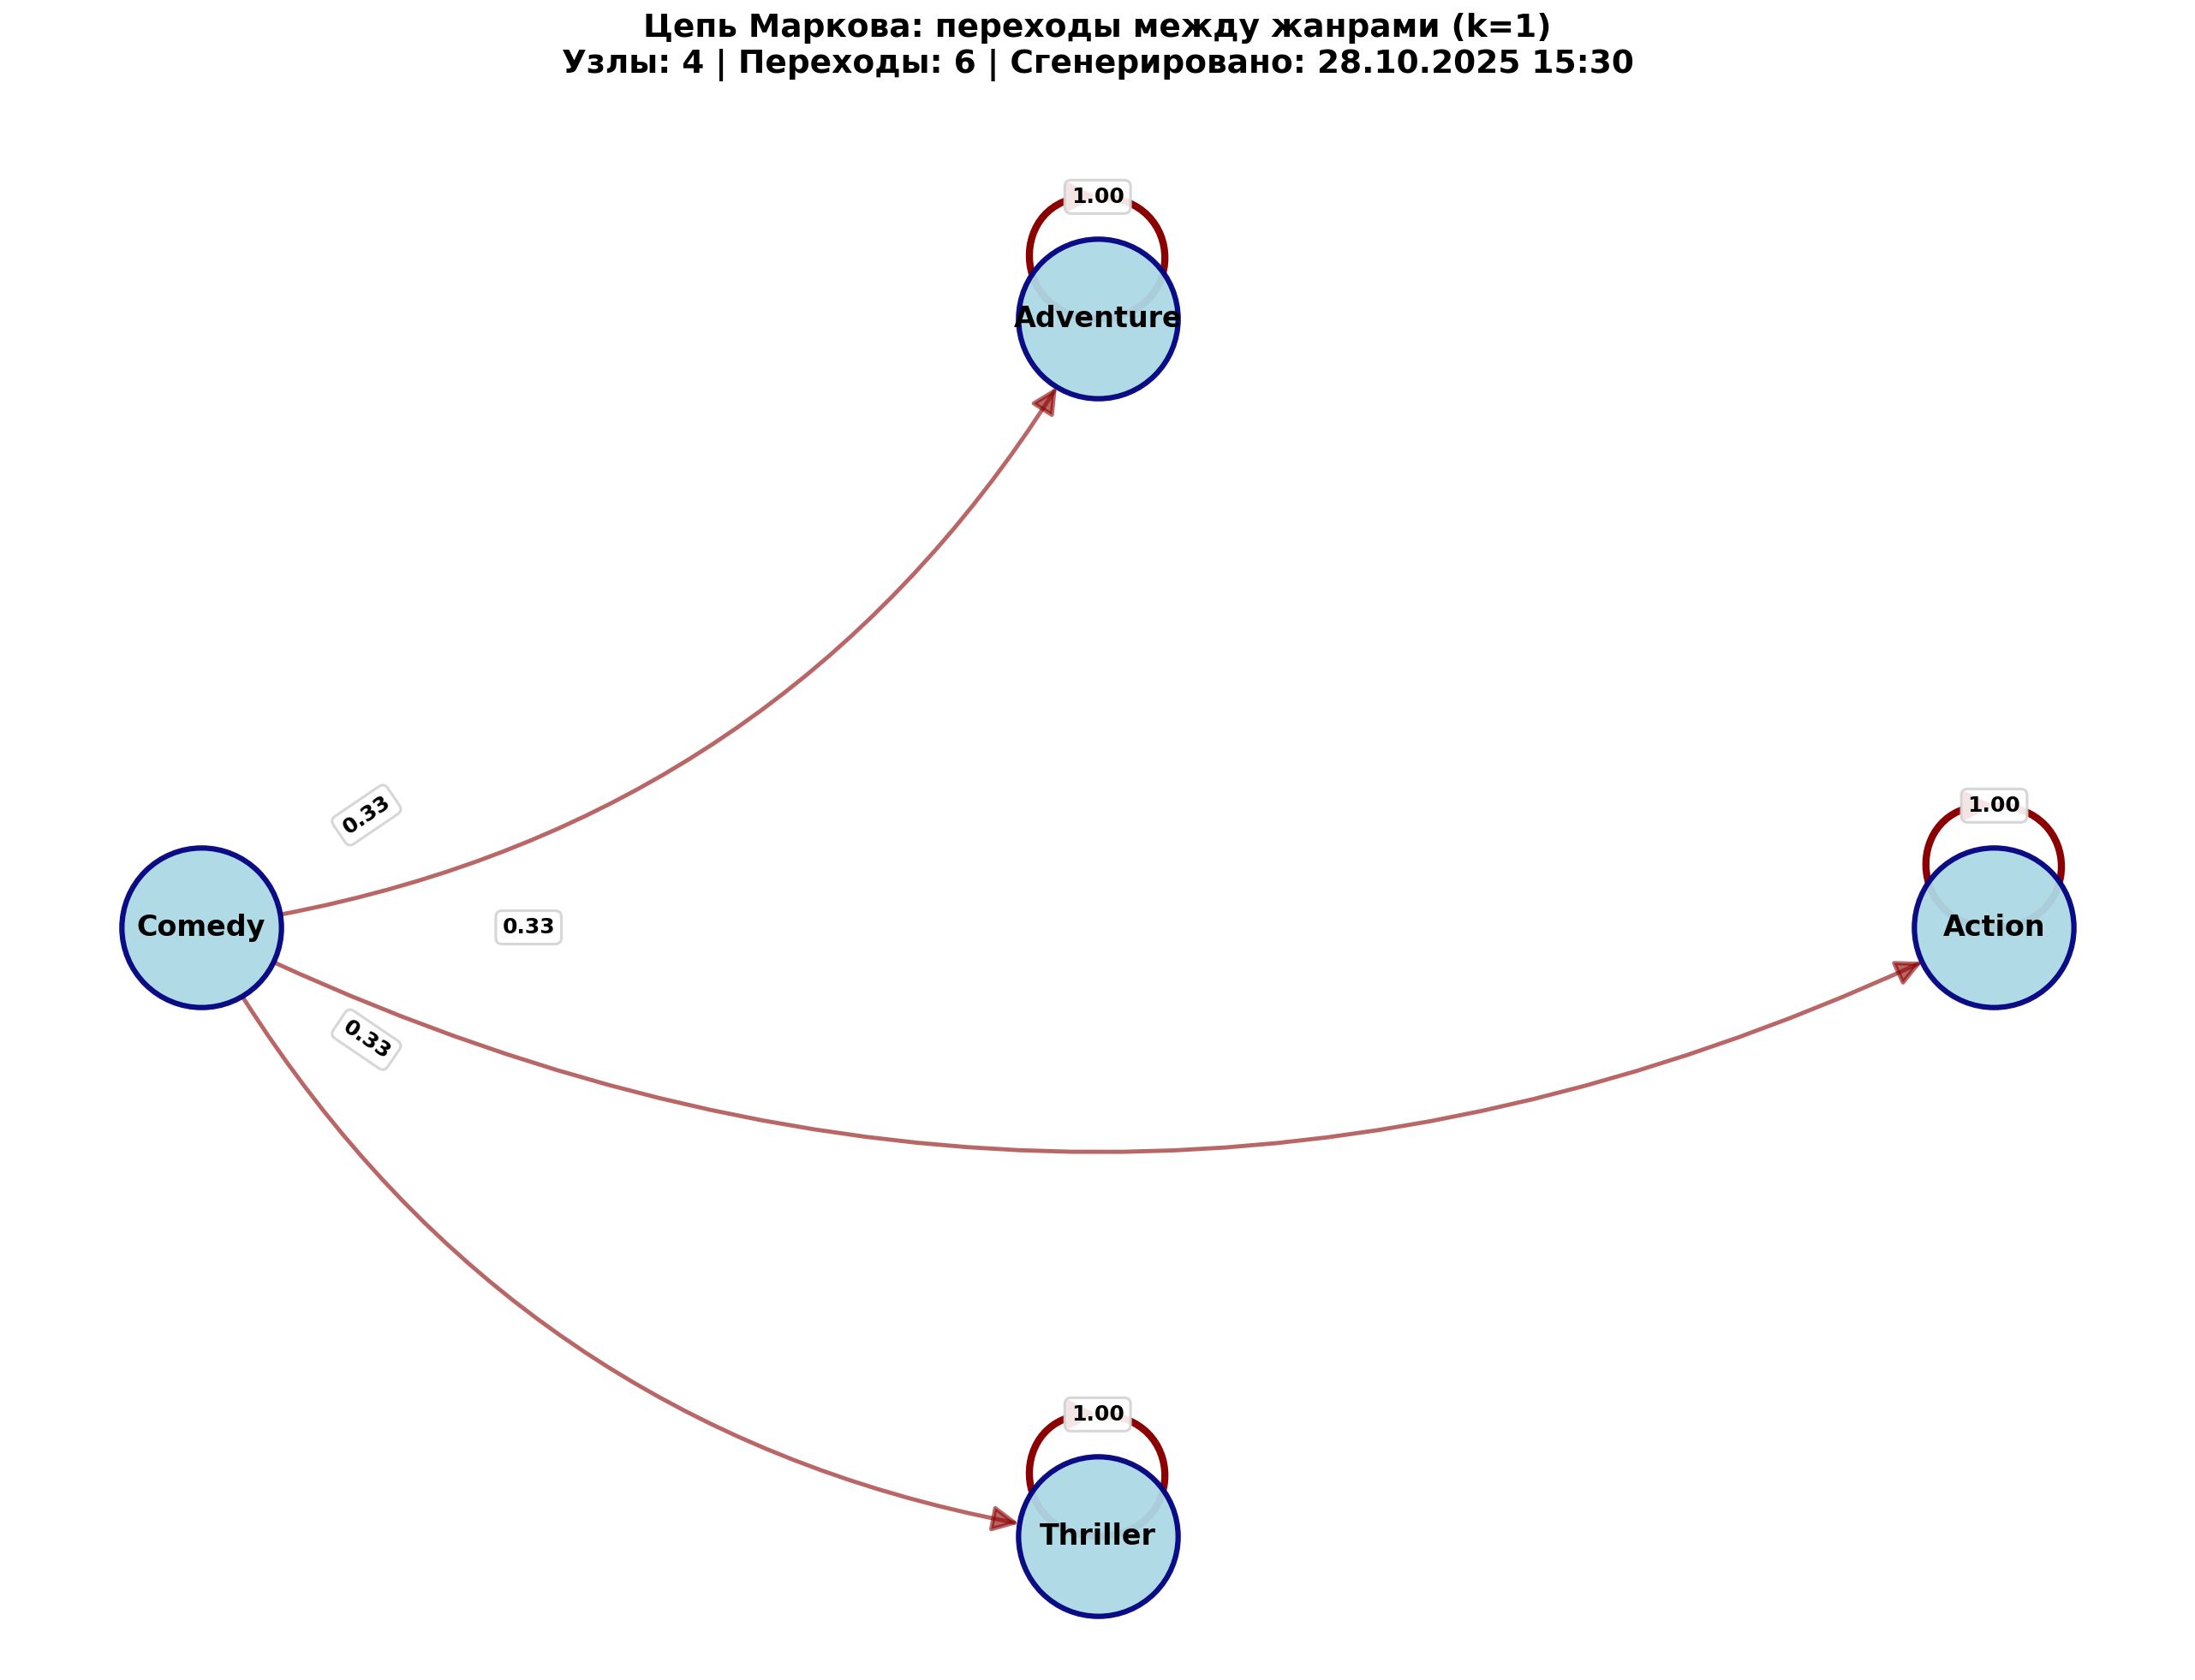 Цепь Маркова: переходы между жанрами (k=1)
Узлы: 4 | Переходы: 6 | Сгенерировано: 28.10.2025 15:30
1.00
Adventure
0.33
1.00
0.33
Comedy
Action
0.33
1.00
Thriller